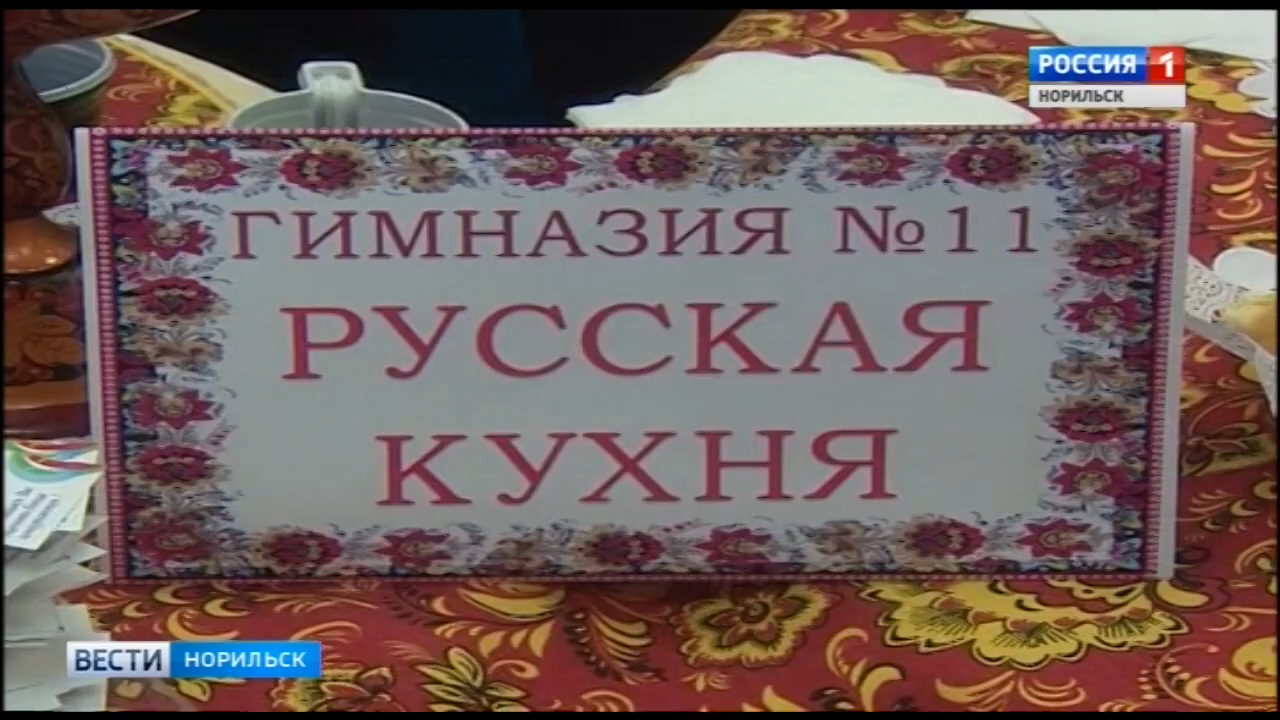 РОССИЯ 1
НОРИЛЬСК
ГИМНАЗИЯ №11
РУССКАЯ
КУХНЯ
ВЕСТИ НОРИЛЬСК